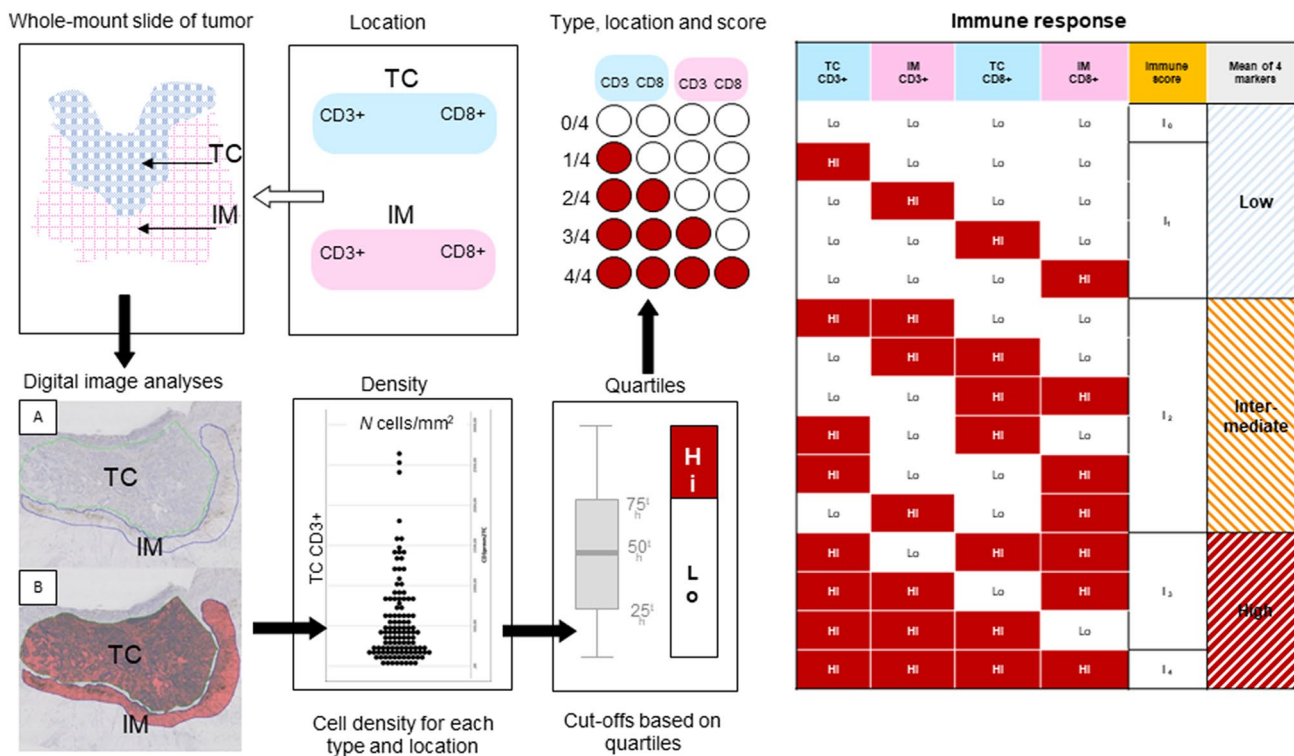 Whole-mount slide of tumor
TC
IM
Location
TC
CD3+ CD8+
IM
CD3+ CD8+
Type, location and score
CD3 CD8 CD3 CD8
0/4
1/4
2/4
3/4
4/4
Digital image analyses
A
TC
IM
B
TC
IM
Density
N cells/mm²
TC CD3+
Cell density for each
type and location
Quartiles
75t
h
50t
h
25t
h
H
i
L
o
Cut-offs based on
quartiles
Immune response
TC CD3+ IM CD3+ TC CD8+ IM CD8+ Immune score Mean of 4 markers
Lo Lo Lo Lo I0
HI Lo Lo Lo
Lo HI Lo Lo I1 Low
Lo Lo HI Lo
Lo Lo Lo HI
HI HI Lo Lo
Lo HI HI Lo
Lo Lo HI HI I2 Inter-
HI Lo HI Lo mediate
HI Lo Lo HI
Lo HI Lo HI
HI Lo HI HI
HI HI Lo HI I3 High
HI HI HI Lo
HI HI HI HI I4